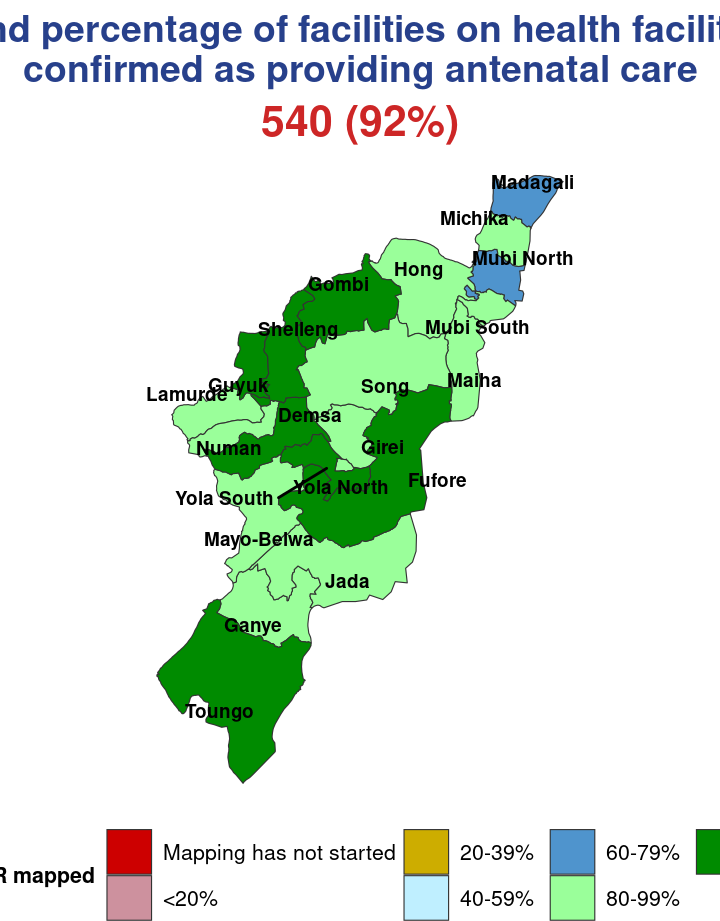 nd percentage of facilities on health facilit
confirmed as providing antenatal care
540 (92%)
Madagali
Michika
Mubi North
Hong
Gombi
Mubi South
Shelleng
Maiha
Guyuk
Song
Lamurde
Demsa
Numan
Girei
Fufore
Yola North
Yola South
Mayo-Belwa
Jada
Ganye
Toungo
R mapped
Mapping has not started
20-39%
60-79%
<20%
40-59%
80-99%